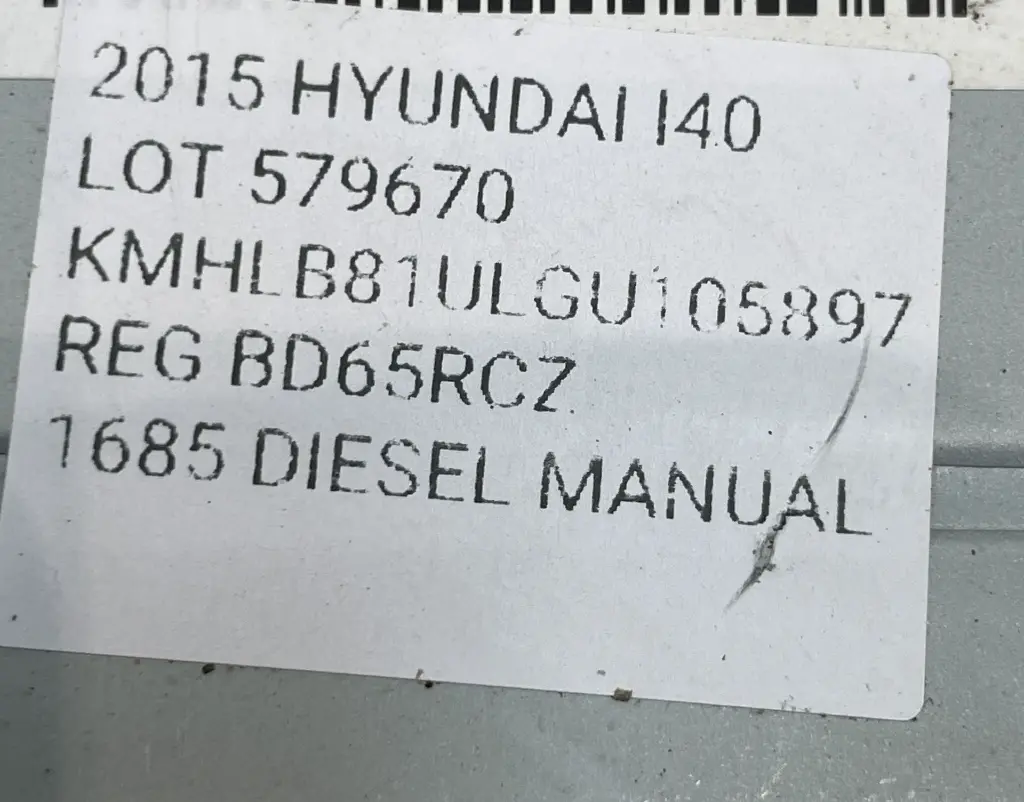 2015 HYUNDAI I40
LOT 579670
KMHLB81ULGU105897
REG BD65RCZ
1685 DIESEL MANUAL